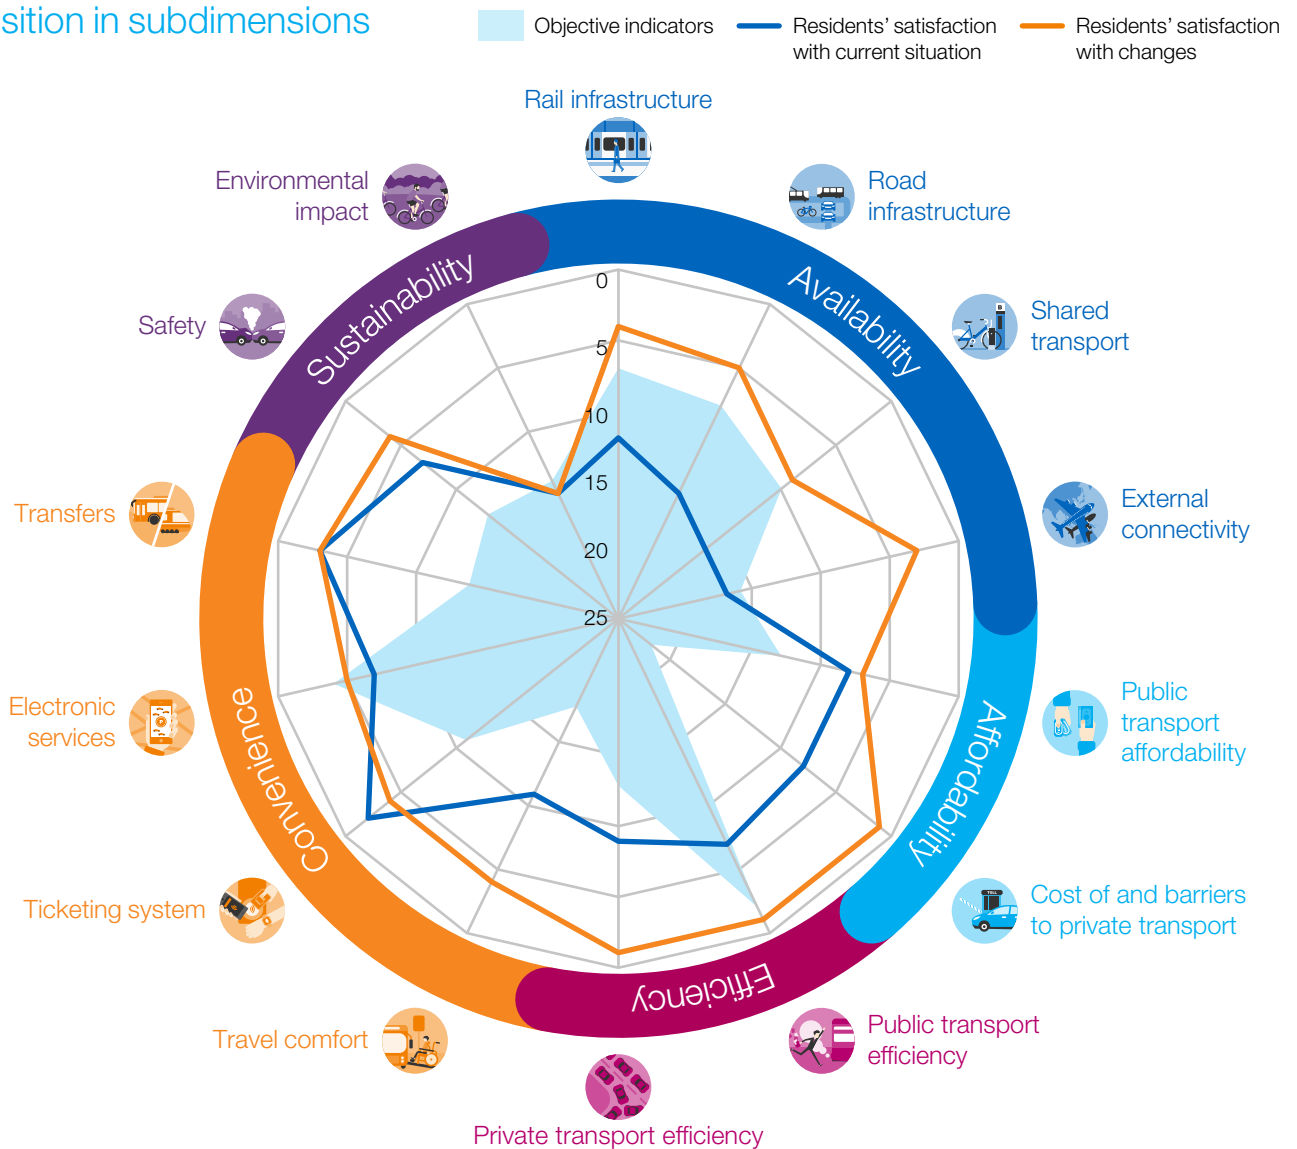 sition in subdimensions
Objective indicators
Residents’ satisfaction
with current situation
Residents’ satisfaction
with changes
Rail infrastructure
Environmental
impact
Road
infrastructure
Safety
Shared
transport
Sustainability
Availability
0
5
10
15
20
25
Transfers
External
connectivity
Electronic
services
Public
transport
affordability
Convenience
Affordability
Ticketing system
Cost of and barriers
to private transport
TOLL
Efficiency
Travel comfort
Public transport
efficiency
Private transport efficiency